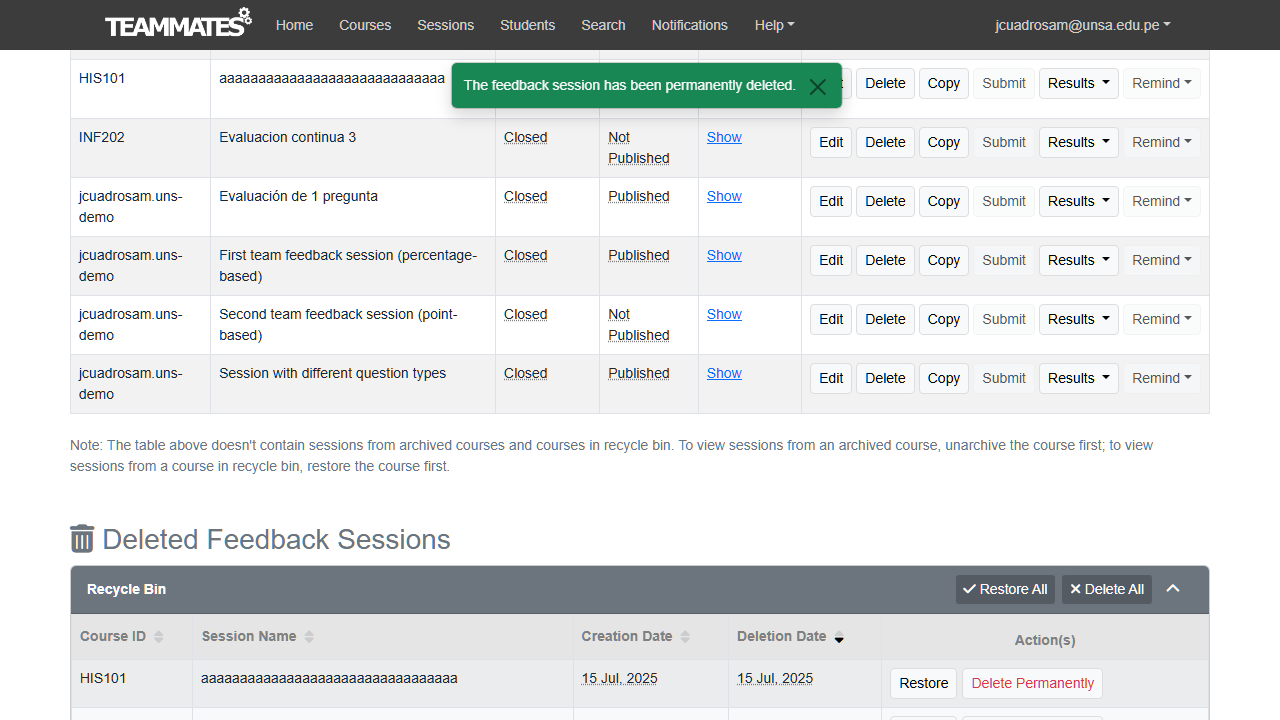 TEAMMATES Home Courses Sessions Students Search Notifications Help jcuadrosam@unsa.edu.pe
The feedback session has been permanently deleted.
HIS101 aaaaaaaaaaaaaaaaaaaaaaaaaaaaa Delete Copy Submit Results Remind
INF202 Evaluacion continua 3 Closed Not Published Show Edit Delete Copy Submit Results Remind
jcuadrosam.uns-demo Evaluación de 1 pregunta Closed Published Show Edit Delete Copy Submit Results Remind
jcuadrosam.uns-demo First team feedback session (percentage-based) Closed Published Show Edit Delete Copy Submit Results Remind
jcuadrosam.uns-demo Second team feedback session (point-based) Closed Not Published Show Edit Delete Copy Submit Results Remind
jcuadrosam.uns-demo Session with different question types Closed Published Show Edit Delete Copy Submit Results Remind
Note: The table above doesn't contain sessions from archived courses and courses in recycle bin. To view sessions from an archived course, unarchive the course first; to view
sessions from a course in recycle bin, restore the course first.
Deleted Feedback Sessions
Recycle Bin Restore All Delete All
Course ID Session Name Creation Date Deletion Date Action(s)
HIS101 aaaaaaaaaaaaaaaaaaaaaaaaaaaaaaaaa 15 Jul, 2025 15 Jul, 2025 Restore Delete Permanently